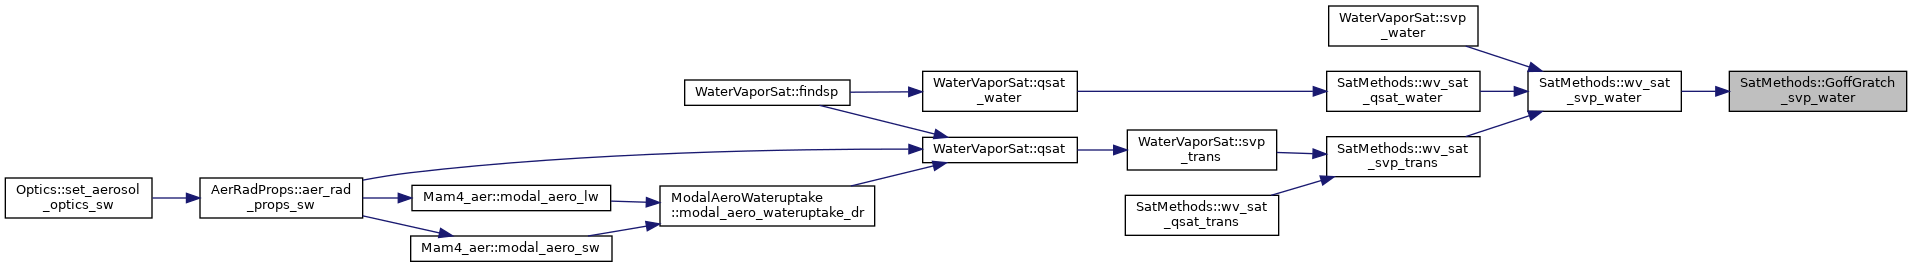 WaterVaporSat::svp
_water
SatMethods::GoffGratch
_svp_water
SatMethods::wv_sat
_svp_water
SatMethods::wv_sat
_qsat_water
WaterVaporSat::qsat
_water
WaterVaporSat::findsp
SatMethods::wv_sat
_svp_trans
WaterVaporSat::svp
_trans
WaterVaporSat::qsat
SatMethods::wv_sat
_qsat_trans
ModalAeroWateruptake
::modal_aero_wateruptake_dr
Mam4_aer::modal_aero_lw
Mam4_aer::modal_aero_sw
AerRadProps::aer_rad
_props_sw
Optics::set_aerosol
_optics_sw